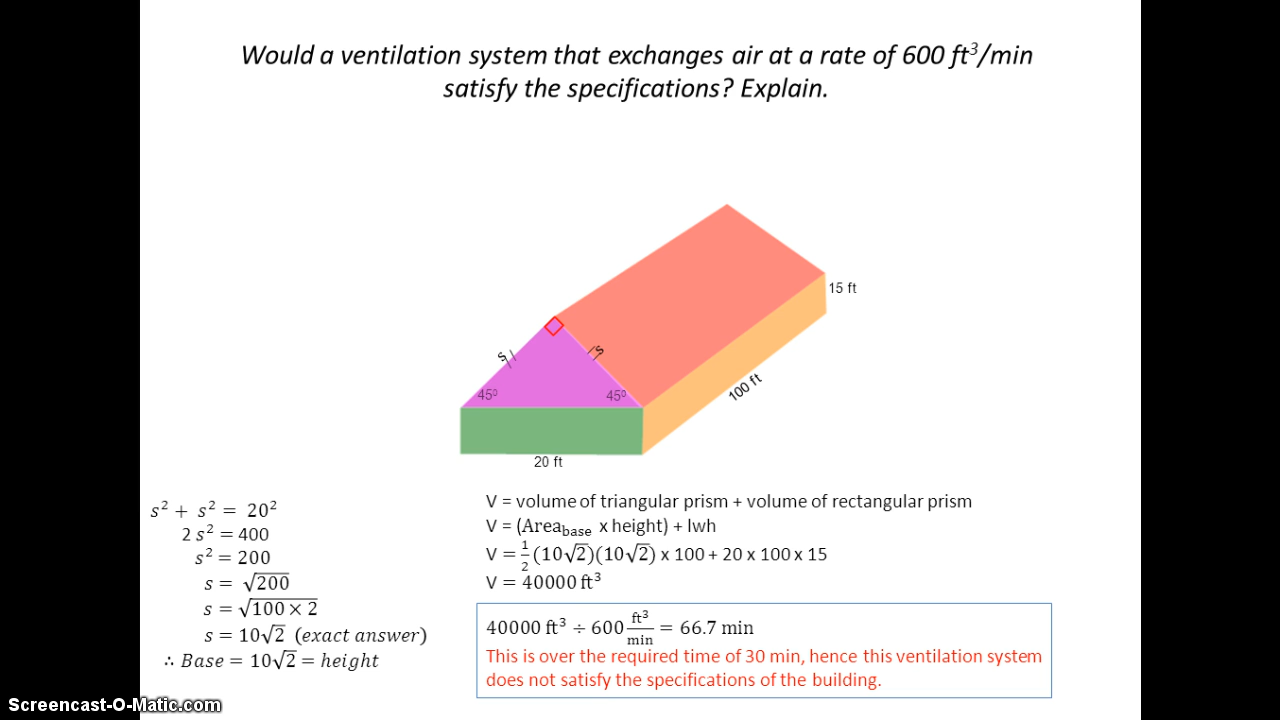 Would a ventilation system that exchanges air at a rate of 600 ft³/min
satisfy the specifications? Explain.
15 ft
s
s
45⁰
45⁰
100 ft
20 ft
s² + s² = 20²
2 s² = 400
s² = 200
s = √200
s = √100 × 2
s = 10√2 (exact answer)
∴ Base = 10√2 = height
V = volume of triangular prism + volume of rectangular prism
V = (Area_base x height) + lwh
V = 1/2 (10√2)(10√2) x 100 + 20 x 100 x 15
V = 40000 ft³
40000 ft³ ÷ 600 ft³/min = 66.7 min
This is over the required time of 30 min, hence this ventilation system
does not satisfy the specifications of the building.
Screencast-O-Matic.com